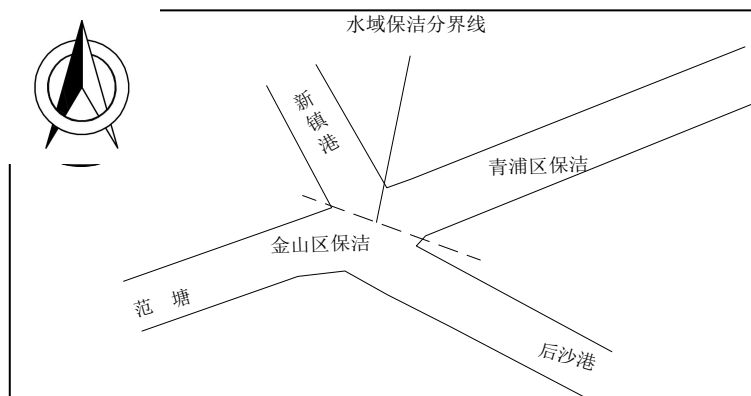 水域保洁分界线
新镇港
青浦区保洁
金山区保洁
范 塘
后沙港